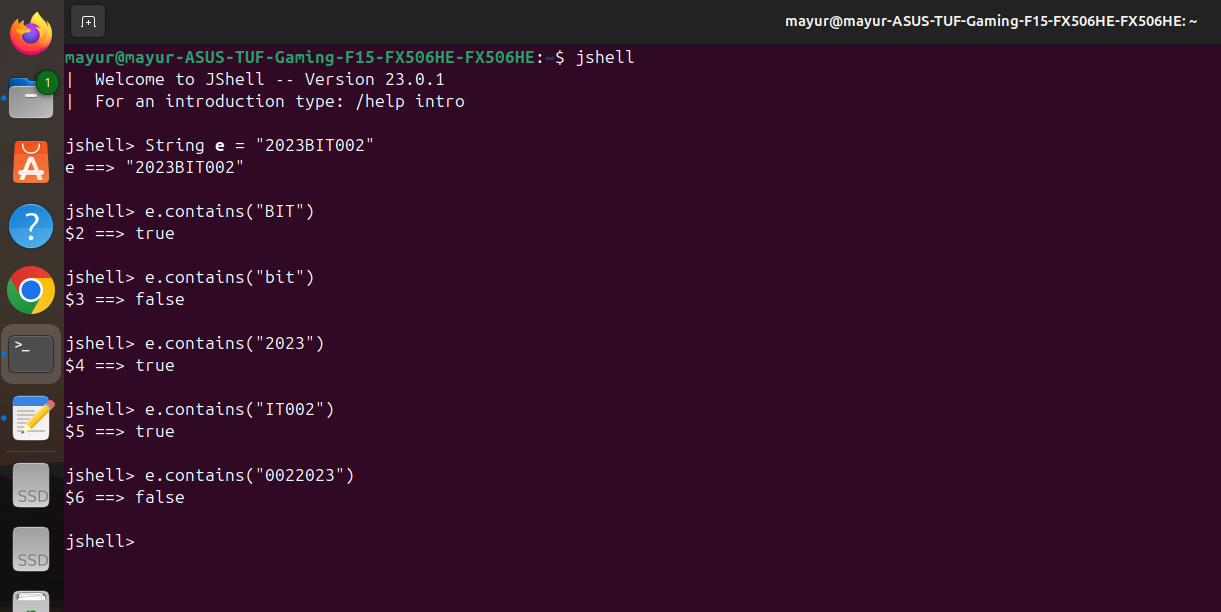 mayur@mayur-ASUS-TUF-Gaming-F15-FX506HE-FX506HE: ~
1
mayur@mayur-ASUS-TUF-Gaming-F15-FX506HE-FX506HE:~$ jshell
|  Welcome to JShell -- Version 23.0.1
|  For an introduction type: /help intro
jshell> String e = "2023BIT002"
e ==> "2023BIT002"
jshell> e.contains("BIT")
$2 ==> true
jshell> e.contains("bit")
$3 ==> false
jshell> e.contains("2023")
$4 ==> true
jshell> e.contains("IT002")
$5 ==> true
jshell> e.contains("0022023")
$6 ==> false
jshell>
A
?
>_
SSD
SSD